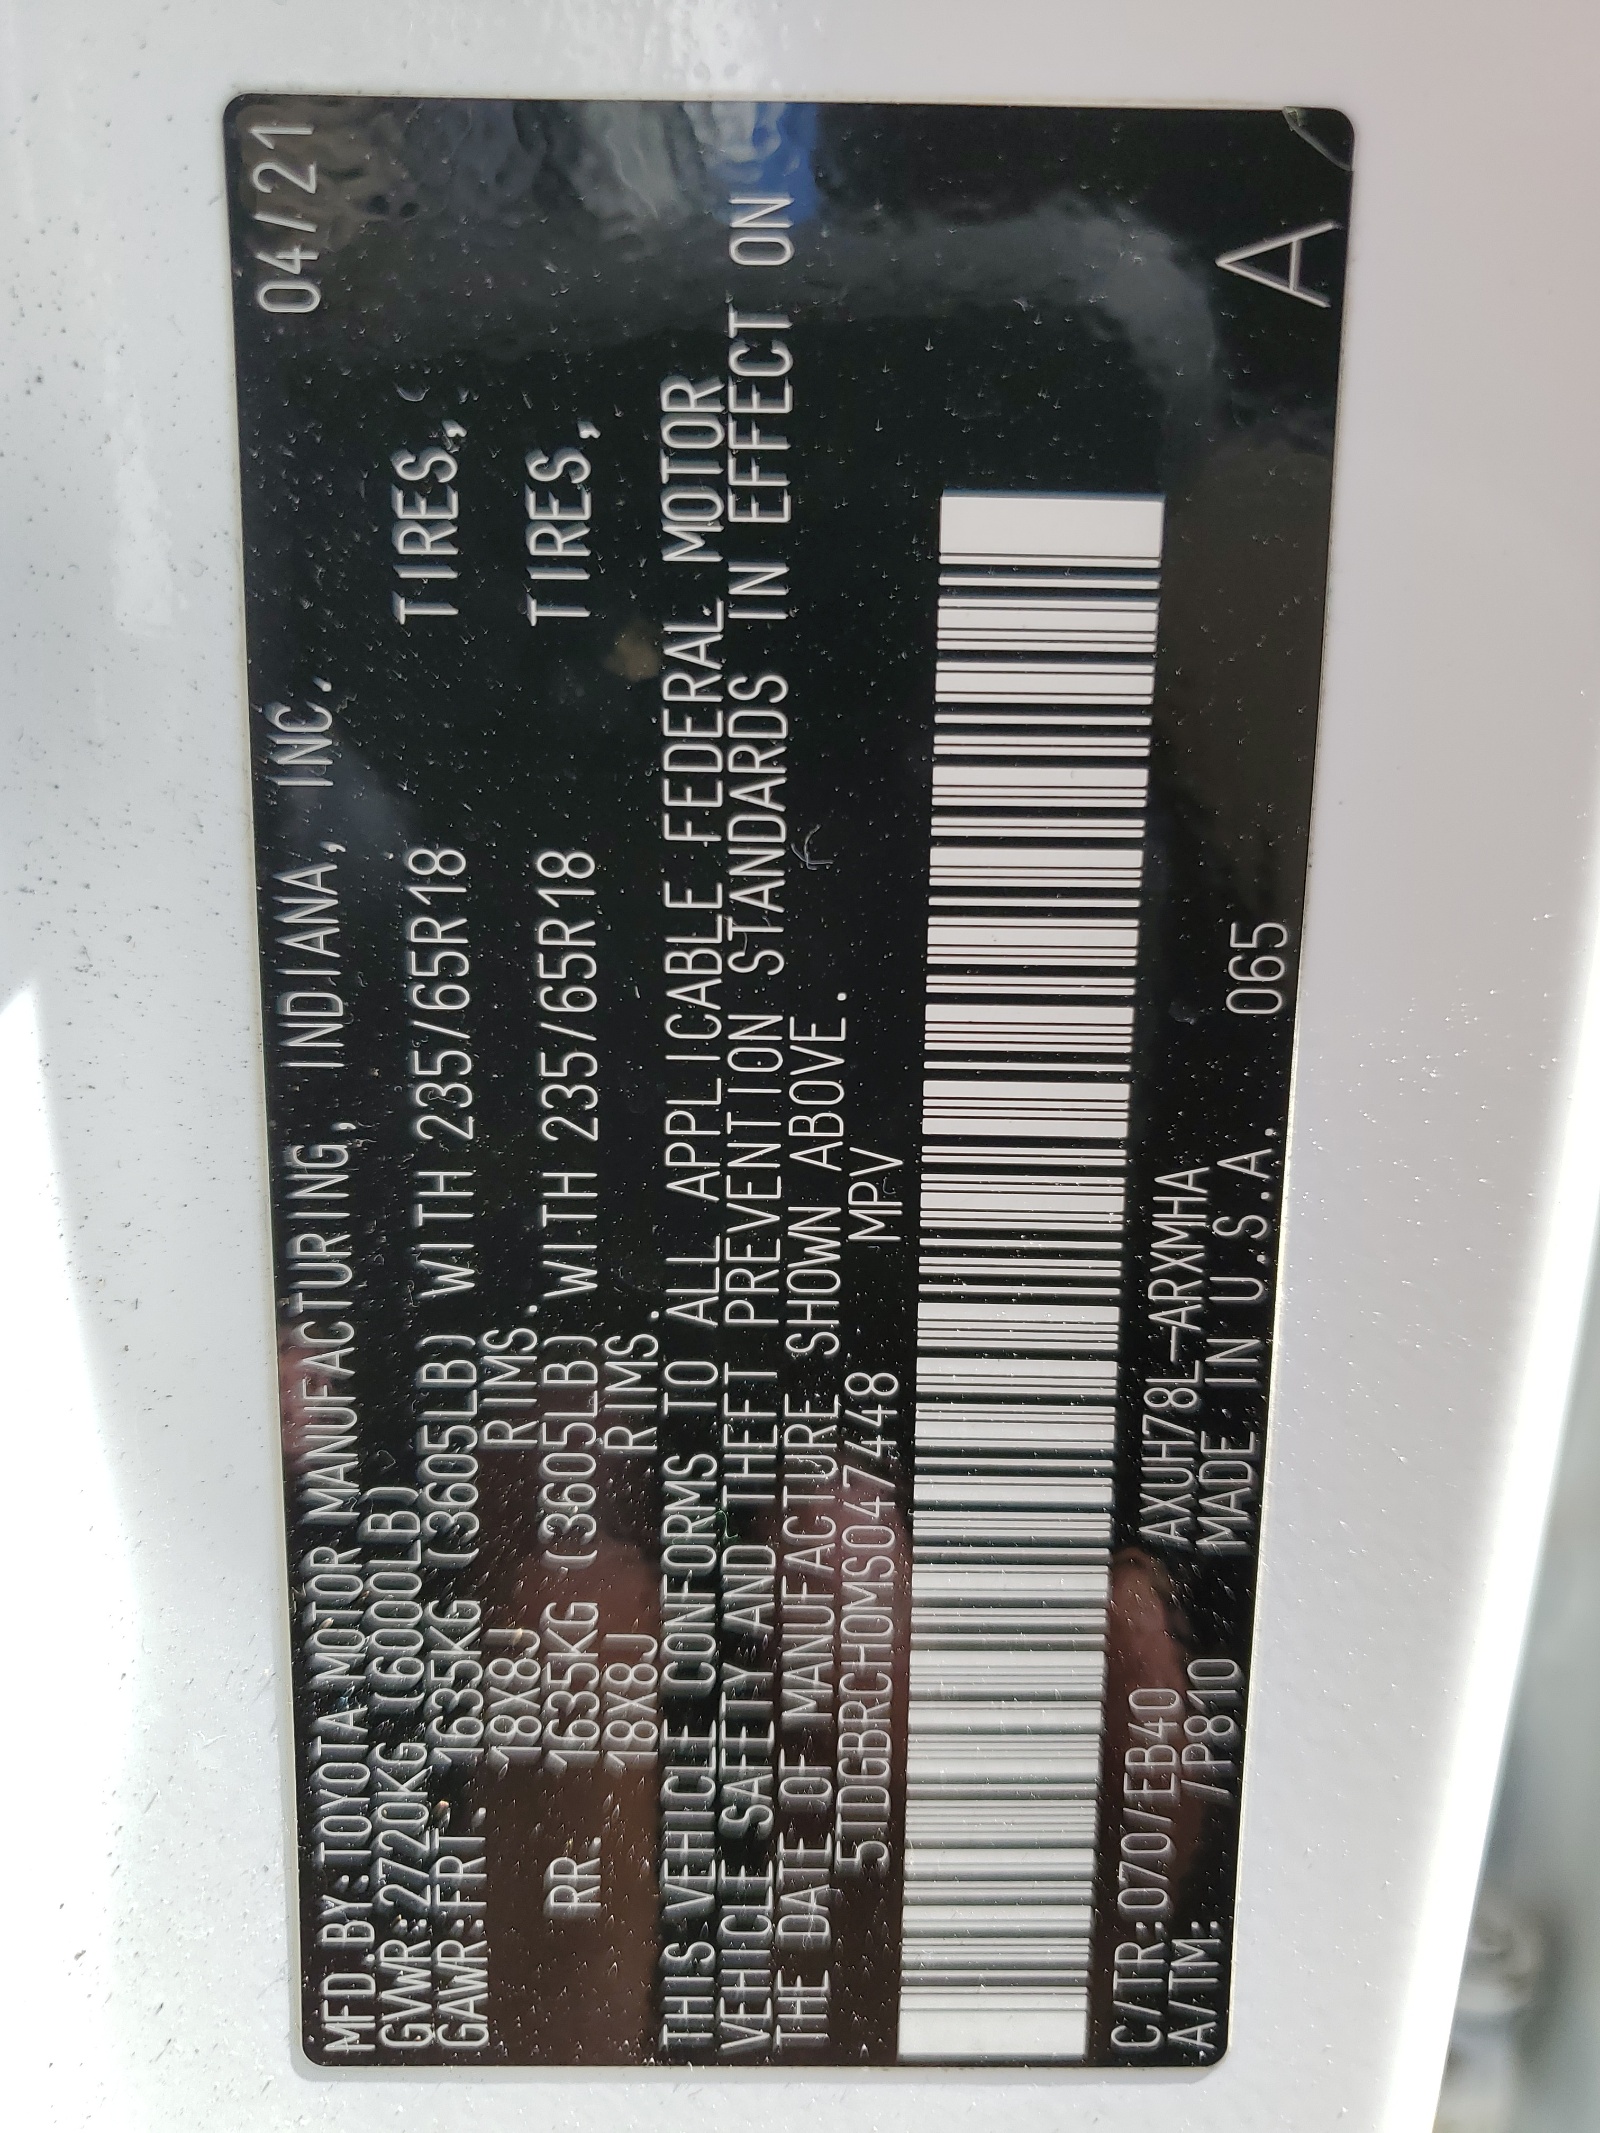 MFD.BY:TOYOTA MOTOR MANUFACTURING, INDIANA, INC. 04/21
GVWR:2720KG (6000LB)
GAWR:FRT. 1635KG (3605LB) WITH 235/65R18 TIRES,
18X8J RIMS.
RR. 1635KG (3605LB) WITH 235/65R18 TIRES,
18X8J RIMS.
THIS VEHICLE CONFORMS TO ALL APPLICABLE FEDERAL MOTOR
VEHICLE SAFETY AND THEFT PREVENTION STANDARDS IN EFFECT ON
THE DATE OF MANUFACTURE SHOWN ABOVE.
5TDGBRCH0MS047448 MPV
C/TR:070/EB40 AXUH78L-ARXMHA
A/TM: /P810 MADE IN U.S.A. 065 A